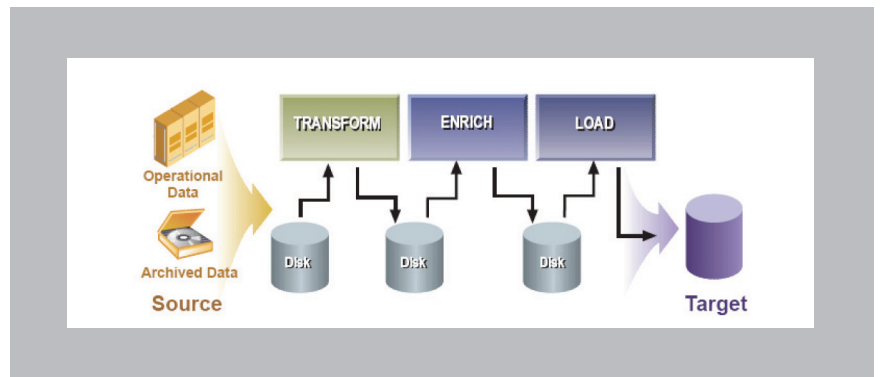 TRANSFORM
ENRICH
LOAD
Operational
Data
Archived Data
Source
Disk
Disk
Disk
Target